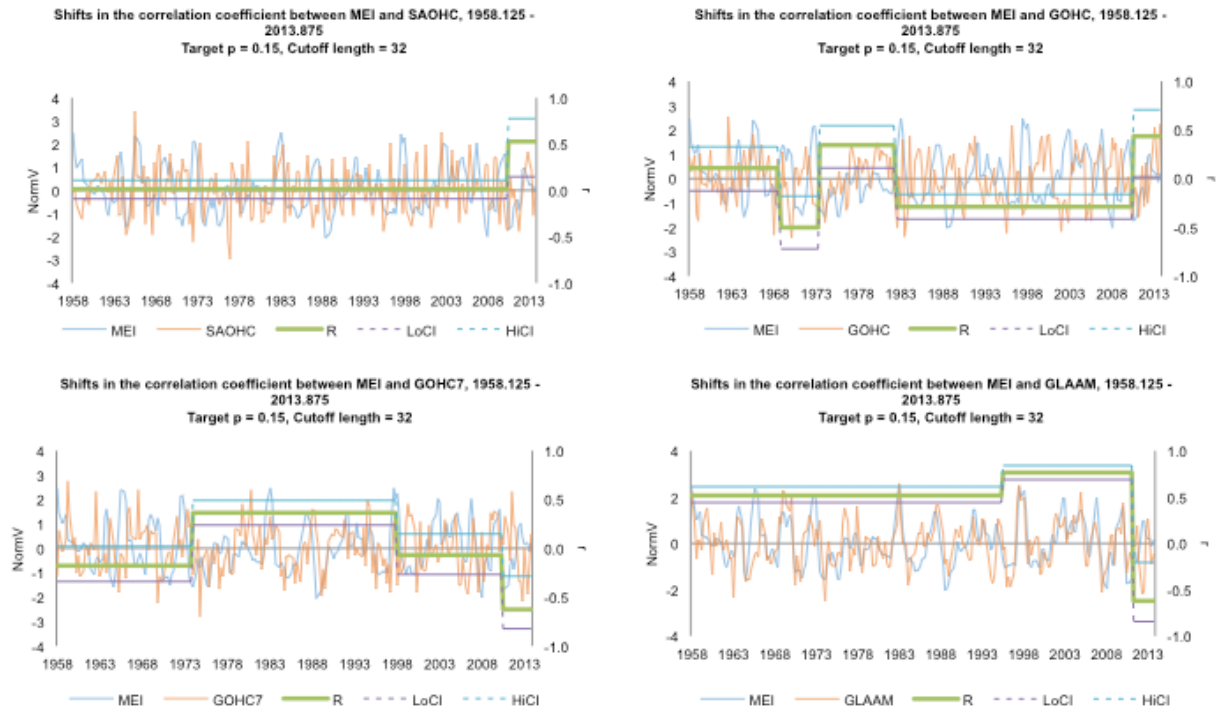 Shifts in the correlation coefficient between MEI and SAOHC, 1958.125 -
2013.875
Target p = 0.15, Cutoff length = 32
4
3
2
1
0
-1
-2
-3
-4
NormV
1.0
0.5
0.0
-0.5
-1.0
r
1958 1963 1968 1973 1978 1983 1988 1993 1998 2003 2008 2013
MEI SAOHC R LoCI HiCI
Shifts in the correlation coefficient between MEI and GOHC, 1958.125 -
2013.875
Target p = 0.15, Cutoff length = 32
4
3
2
1
0
-1
-2
-3
-4
NormV
1.0
0.5
0.0
-0.5
-1.0
r
1958 1963 1968 1973 1978 1983 1988 1993 1998 2003 2008 2013
MEI GOHC R LoCI HiCI
Shifts in the correlation coefficient between MEI and GOHC7, 1958.125 -
2013.875
Target p = 0.15, Cutoff length = 32
4
3
2
1
0
-1
-2
-3
-4
NormV
1.0
0.5
0.0
-0.5
-1.0
r
1958 1963 1968 1973 1978 1983 1988 1993 1998 2003 2008 2013
MEI GOHC7 R LoCI HiCI
Shifts in the correlation coefficient between MEI and GLAAM, 1958.125 -
2013.875
Target p = 0.15, Cutoff length = 32
4
2
0
-2
-4
NormV
1.0
0.5
0.0
-0.5
-1.0
r
1958 1963 1968 1973 1978 1983 1988 1993 1998 2003 2008 2013
MEI GLAAM R LoCI HiCI